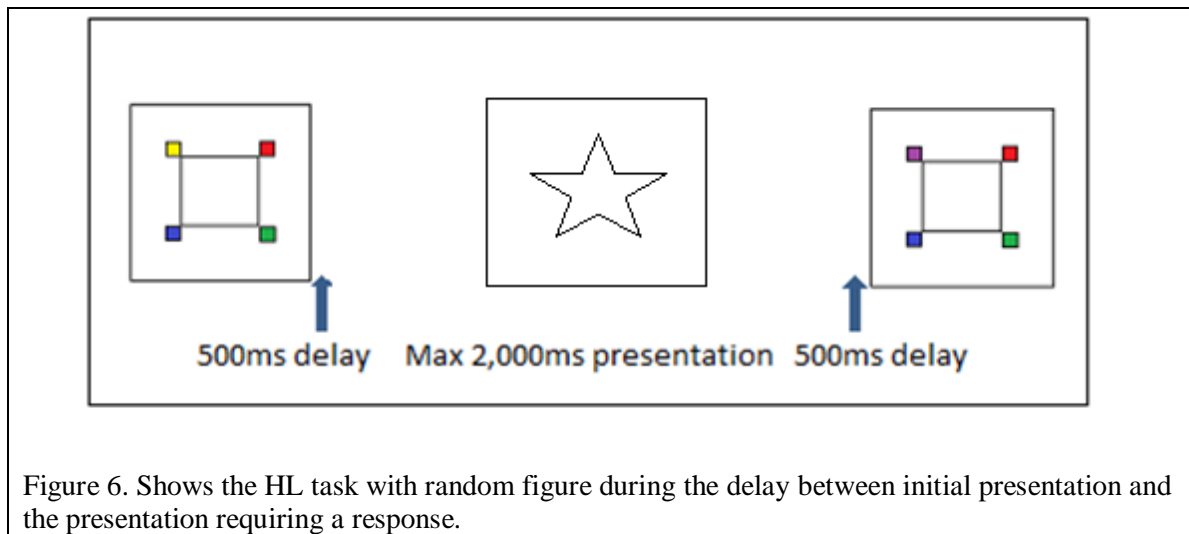 500ms delay Max 2,000ms presentation 500ms delay
Figure 6. Shows the HL task with random figure during the delay between initial presentation and
the presentation requiring a response.